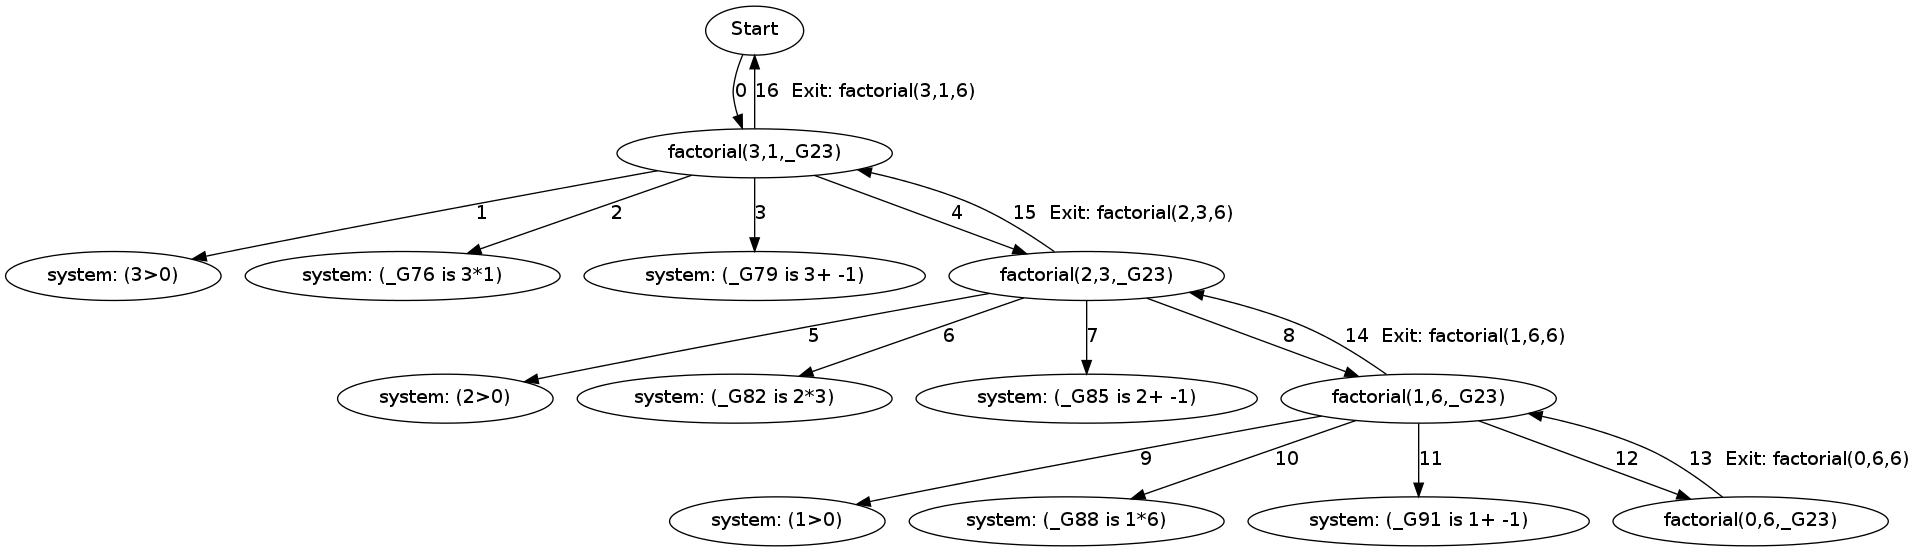 Start
0
16 Exit: factorial(3,1,6)
factorial(3,1,_G23)
1
2
3
4
15 Exit: factorial(2,3,6)
system: (3>0)
system: (_G76 is 3*1)
system: (_G79 is 3+ -1)
factorial(2,3,_G23)
5
6
7
8
14 Exit: factorial(1,6,6)
system: (2>0)
system: (_G82 is 2*3)
system: (_G85 is 2+ -1)
factorial(1,6,_G23)
9
10
11
12
13 Exit: factorial(0,6,6)
system: (1>0)
system: (_G88 is 1*6)
system: (_G91 is 1+ -1)
factorial(0,6,_G23)